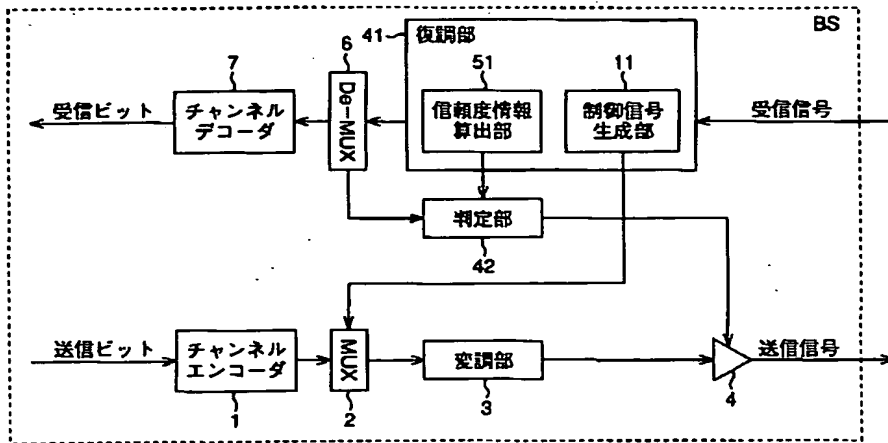 BS
41
復調部
6
7
51
11
De-MUX
受信ビット
チャンネル
デコーダ
信頼度情報
算出部
制御信号
生成部
受信信号
判定部
42
送信ビット
チャンネル
エンコーダ
MUX
変調部
送信信号
1
2
3
4